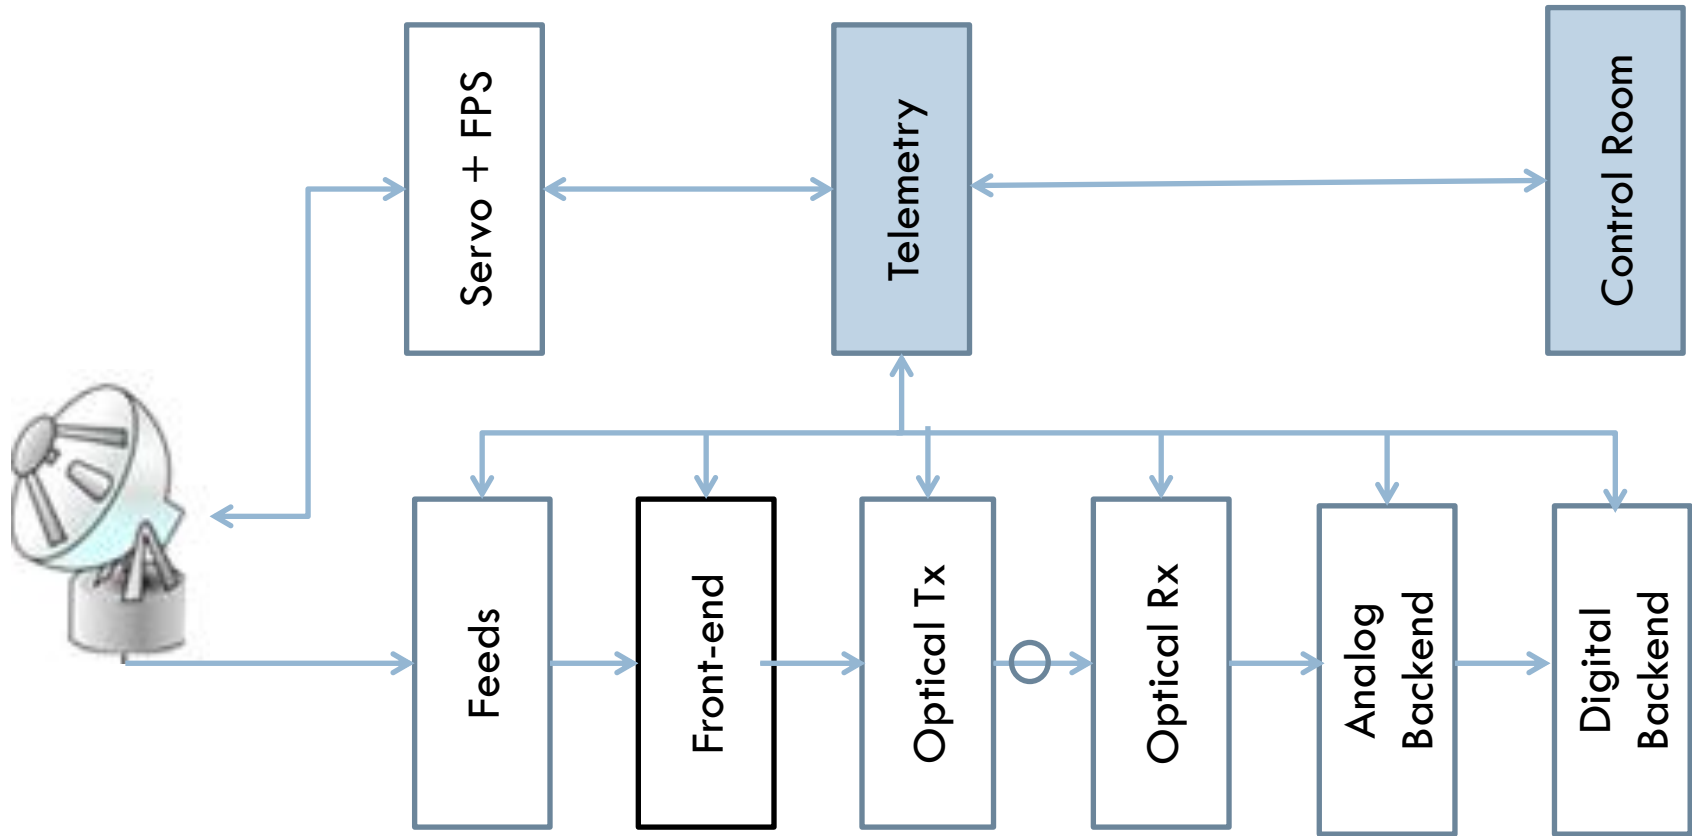 Servo + FPS
Telemetry
Control Room
Feeds
Front-end
Optical Tx
Optical Rx
Analog
Backend
Digital
Backend